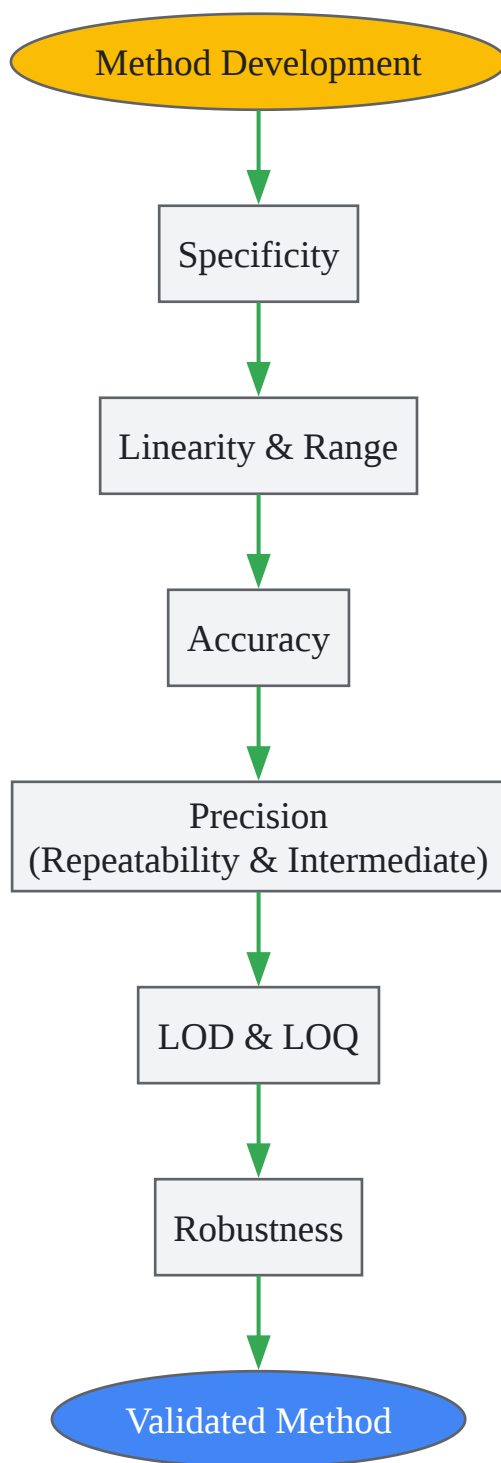 Method Development
Specificity
Linearity & Range
Accuracy
Precision
(Repeatability & Intermediate)
LOD & LOQ
Robustness
Validated Method